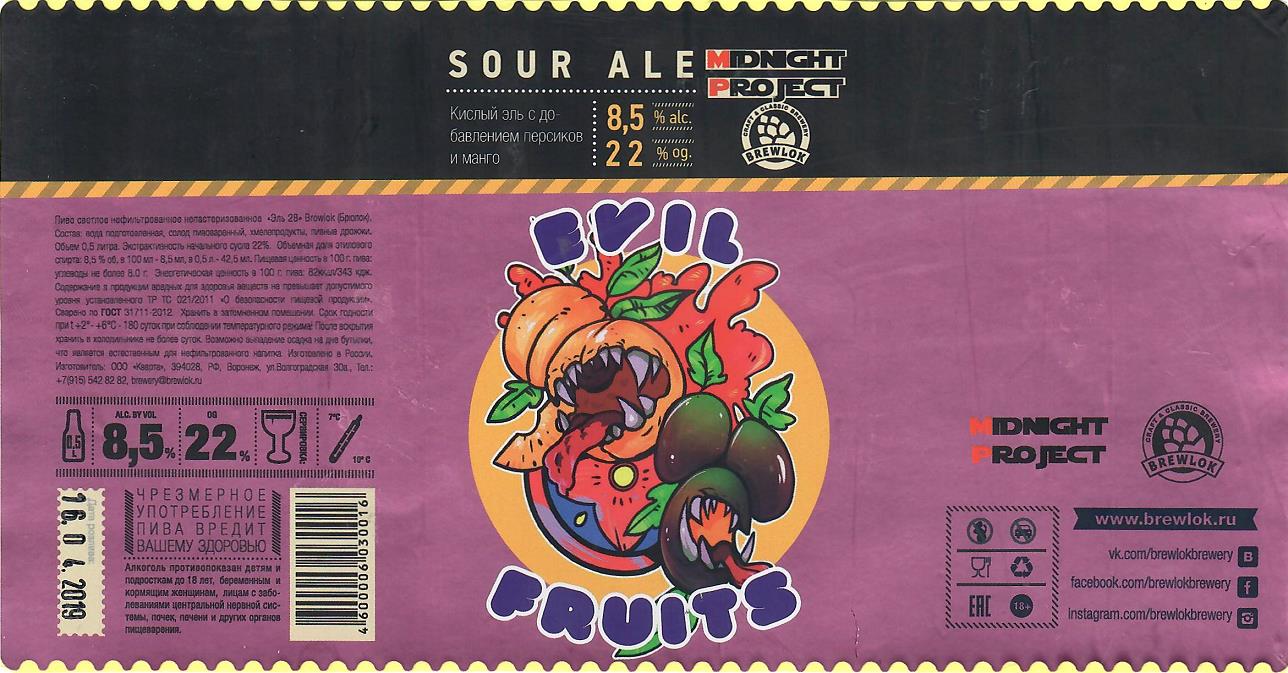 SOUR ALE
MIDNIGHT
PROJECT
Кислый эль с до-
бавлением персиков
и манго
8,5 % alc.
22 % og.
CRAFT & CLASSIC BREWERY
BREWLOK
Пиво светлое нефильтрованное непастеризованное «Эль 28» Brewlok (Брюлок).
Состав: вода подготовленная, солод пивоваренный, хмелепродукты, пивные дрожжи.
Объем 0,5 литра. Экстрактивность начального сусла 22%. Объемная доля этилового
спирта: 8,5 % об, в 100 мл - 8,5 мл, в 0,5 л - 42,5 мл. Пищевая ценность в 100 г. пива:
углеводы не более 8.0 г. Энергетическая ценность в 100 г. пива: 82ккал/343 кдж.
Содержание в продукции вредных для здоровья веществ не превышает допустимого
уровня установленного ТР ТС 021/2011 «О безопасности пищевой продукции».
Сварено по ГОСТ 31711-2012. Хранить в затемненном помещении. Срок годности
при t +2°- +6°C - 180 суток при соблюдении температурного режима! После вскрытия
хранить в холодильнике не более суток. Возможно выпадение осадка на дне бутылки,
что является естественным для нефильтрованного напитка. Изготовлено в России.
Изготовитель: ООО «Кварта», 394028, РФ, Воронеж, ул.Волгоградская 30а., Тел.:
+7(915) 542 82 82, brewery@brewlok.ru
0,5 L
ALC. BY VOL
8,5%
OG
22%
СЕРВИРОВКА:
7°C
10°C
Дата розлива:
16.04.2019
ЧРЕЗМЕРНОЕ
УПОТРЕБЛЕНИЕ
ПИВА ВРЕДИТ
ВАШЕМУ ЗДОРОВЬЮ
Алкоголь противопоказан детям и
подросткам до 18 лет, беременным и
кормящим женщинам, лицам с забо-
леваниями центральной нервной сис-
темы, почек, печени и других органов
пищеварения.
4 600006 030016
EVIL
FRUITS
MIDNIGHT
PROJECT
CRAFT & CLASSIC BREWERY
BREWLOK
EAC
18+
www.brewlok.ru
vk.com/brewlokbrewery
facebook.com/brewlokbrewery
instagram.com/brewlokbrewery